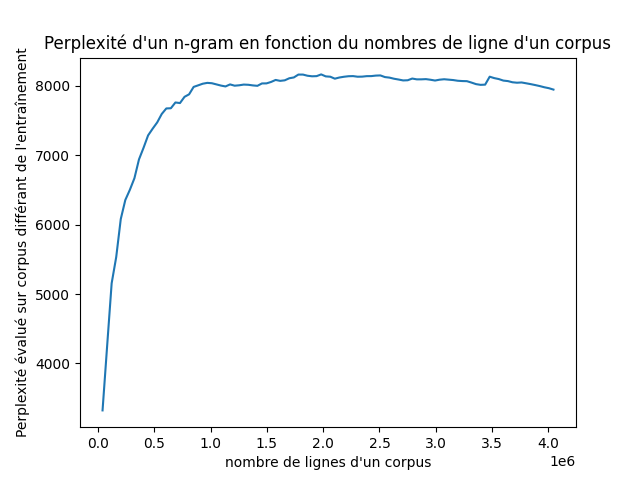 Perplexité d'un n-gram en fonction du nombres de ligne d'un corpus
Perplexité évalué sur corpus différant de l'entraînement
8000
7000
6000
5000
4000
0.0 0.5 1.0 1.5 2.0 2.5 3.0 3.5 4.0
1e6
nombre de lignes d'un corpus